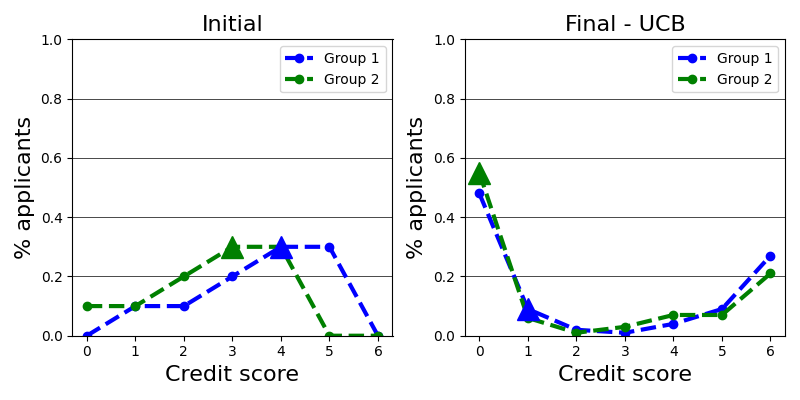 Initial
Final - UCB
1.0
0.8
0.6
0.4
0.2
0.0
% applicants
0 1 2 3 4 5 6
Credit score
Group 1
Group 2
1.0
0.8
0.6
0.4
0.2
0.0
% applicants
0 1 2 3 4 5 6
Credit score
Group 1
Group 2